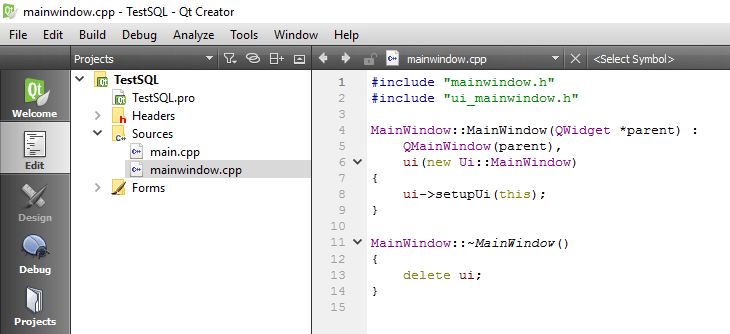 mainwindow.cpp - TestSQL - Qt Creator
File Edit Build Debug Analyze Tools Window Help
Projects
mainwindow.cpp
<Select Symbol>
Qt
Welcome
Edit
Design
Debug
Projects
TestSQL
TestSQL.pro
Headers
Sources
main.cpp
mainwindow.cpp
Forms
1 #include "mainwindow.h"
2 #include "ui_mainwindow.h"
3
4 MainWindow::MainWindow(QWidget *parent) :
5 QMainWindow(parent),
6 ui(new Ui::MainWindow)
7 {
8 ui->setupUi(this);
9 }
10
11 MainWindow::~MainWindow()
12 {
13 delete ui;
14 }
15